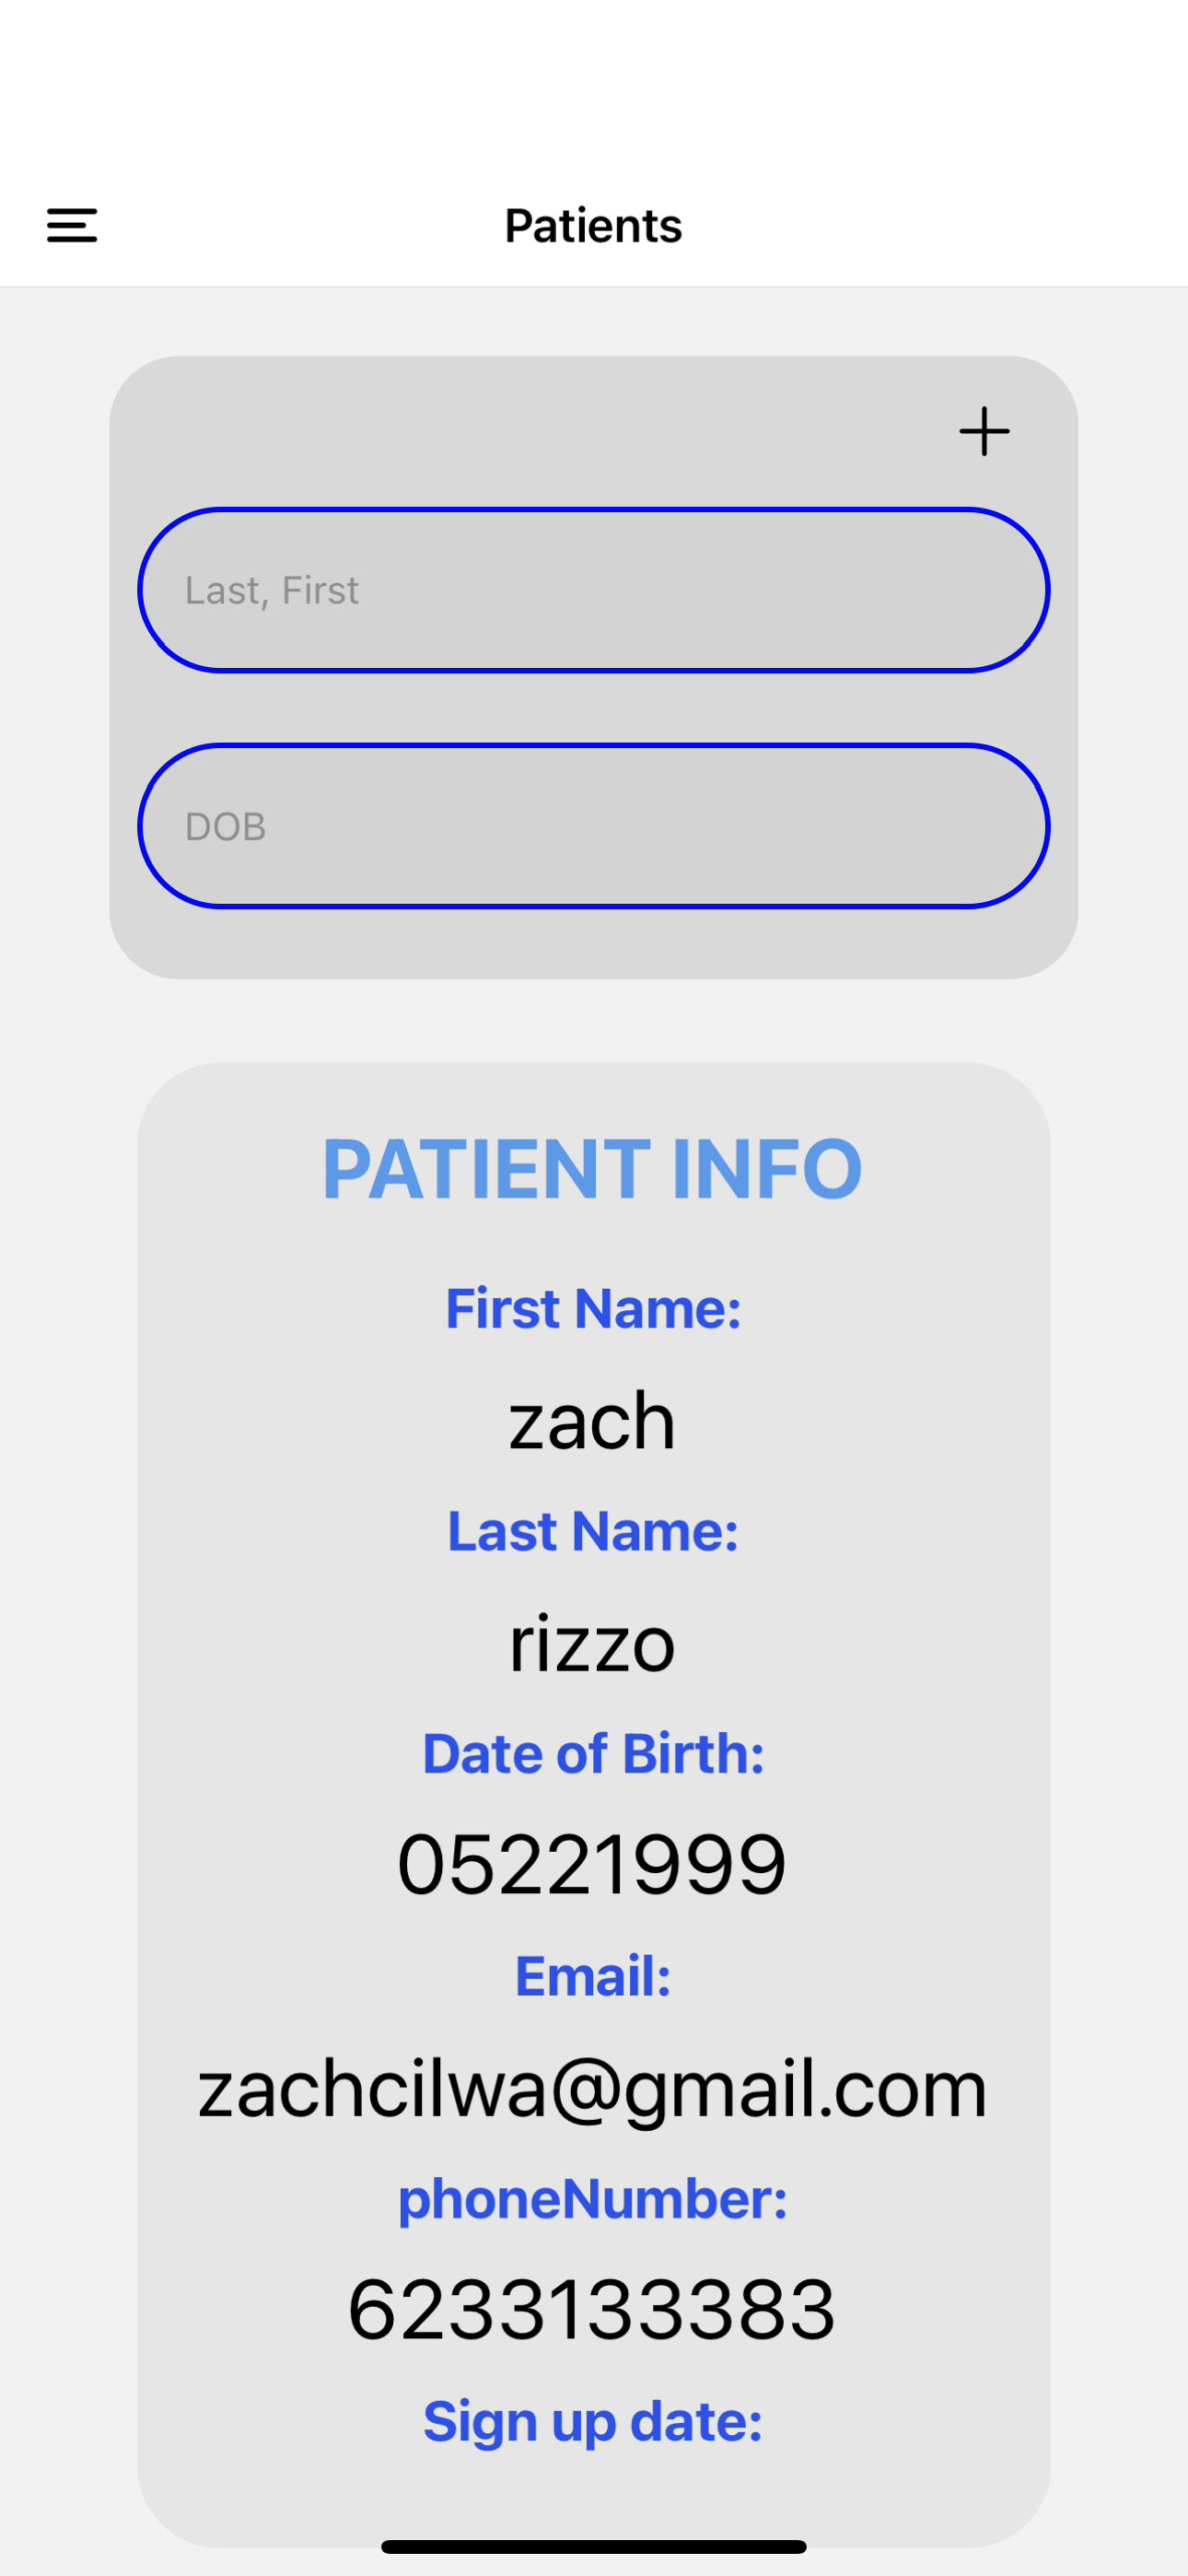 Patients
Last, First
DOB
PATIENT INFO
First Name:
zach
Last Name:
rizzo
Date of Birth:
05221999
Email:
zachcilwa@gmail.com
phoneNumber:
6233133383
Sign up date: